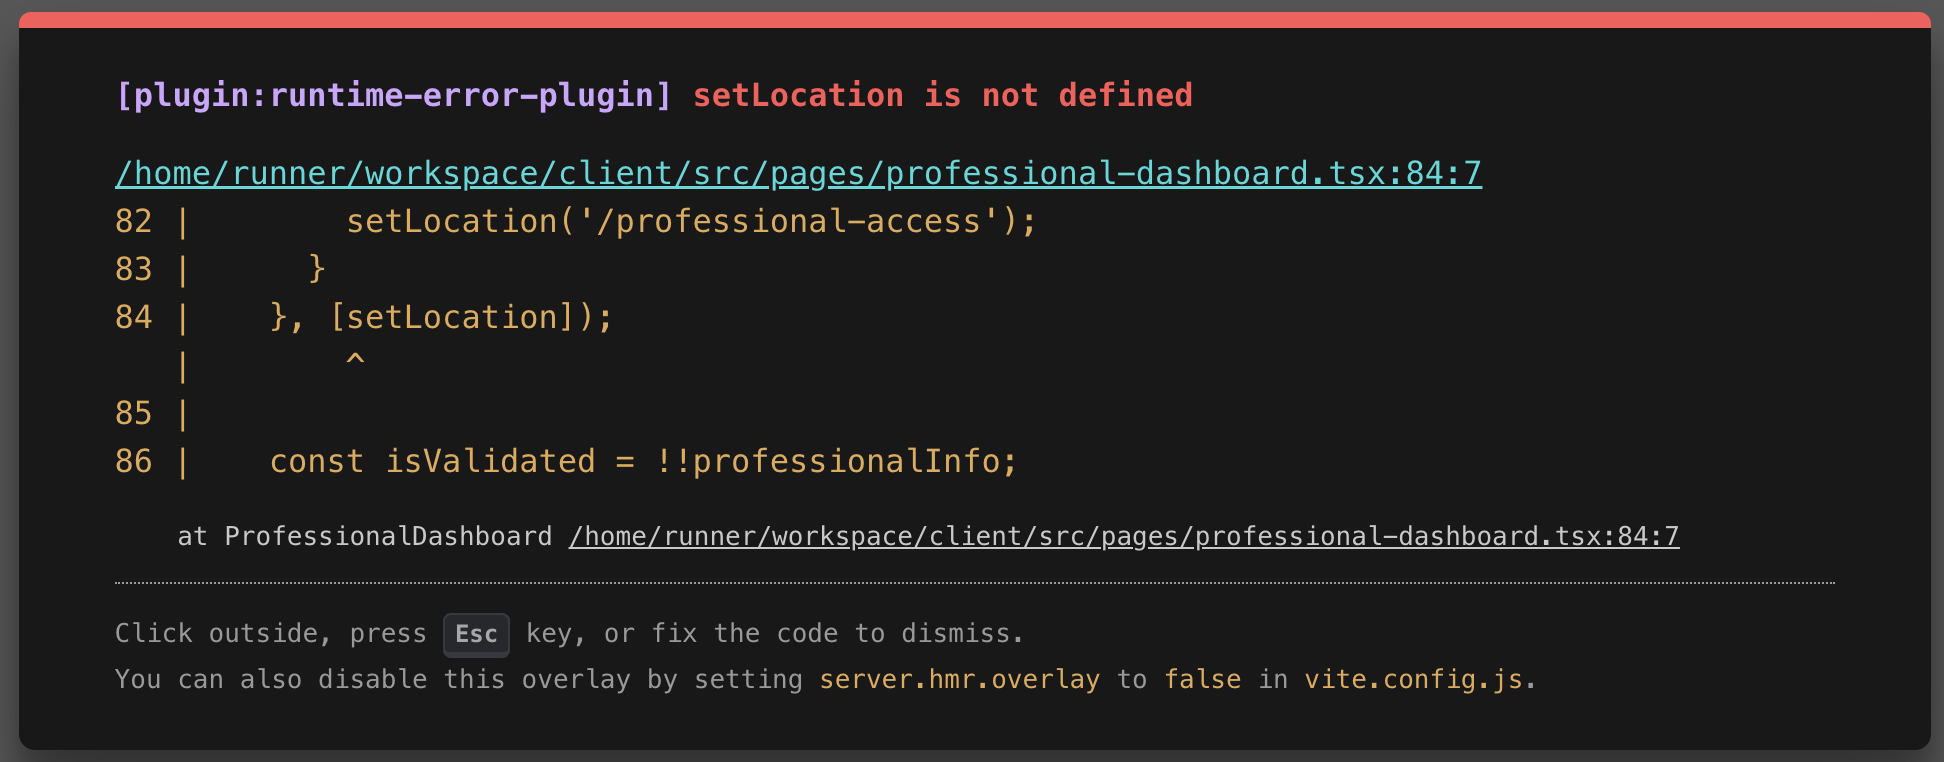 [plugin:runtime-error-plugin] setLocation is not defined
/home/runner/workspace/client/src/pages/professional-dashboard.tsx:84:7
82 |        setLocation('/professional-access');
83 |      }
84 |    }, [setLocation]);
   |        ^
85 |
86 |    const isValidated = !!professionalInfo;
    at ProfessionalDashboard /home/runner/workspace/client/src/pages/professional-dashboard.tsx:84:7
Click outside, press Esc key, or fix the code to dismiss.
You can also disable this overlay by setting server.hmr.overlay to false in vite.config.js.